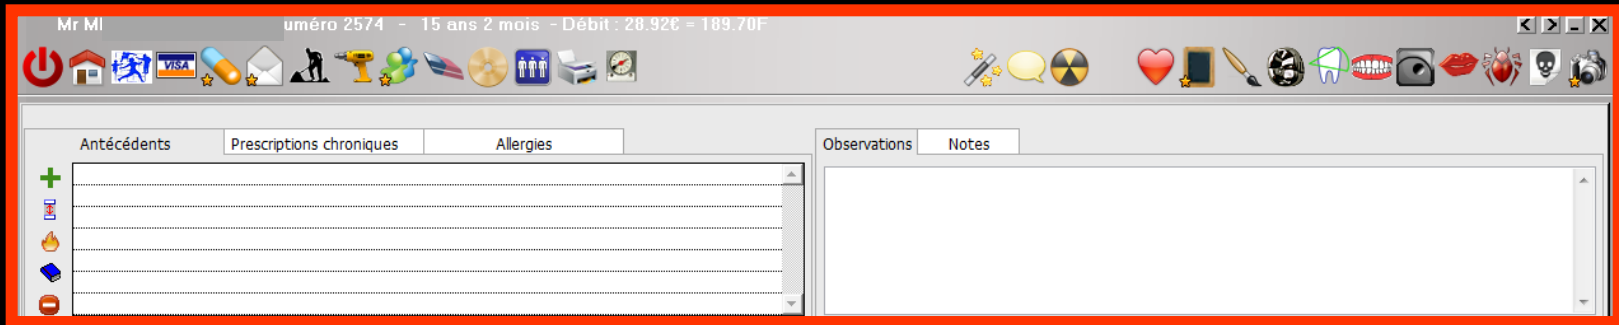 Mr MI uméro 2574 - 15 ans 2 mois - Débit : 28.92€ = 189.70F
VISA
Antécédents Prescriptions chroniques Allergies Observations Notes